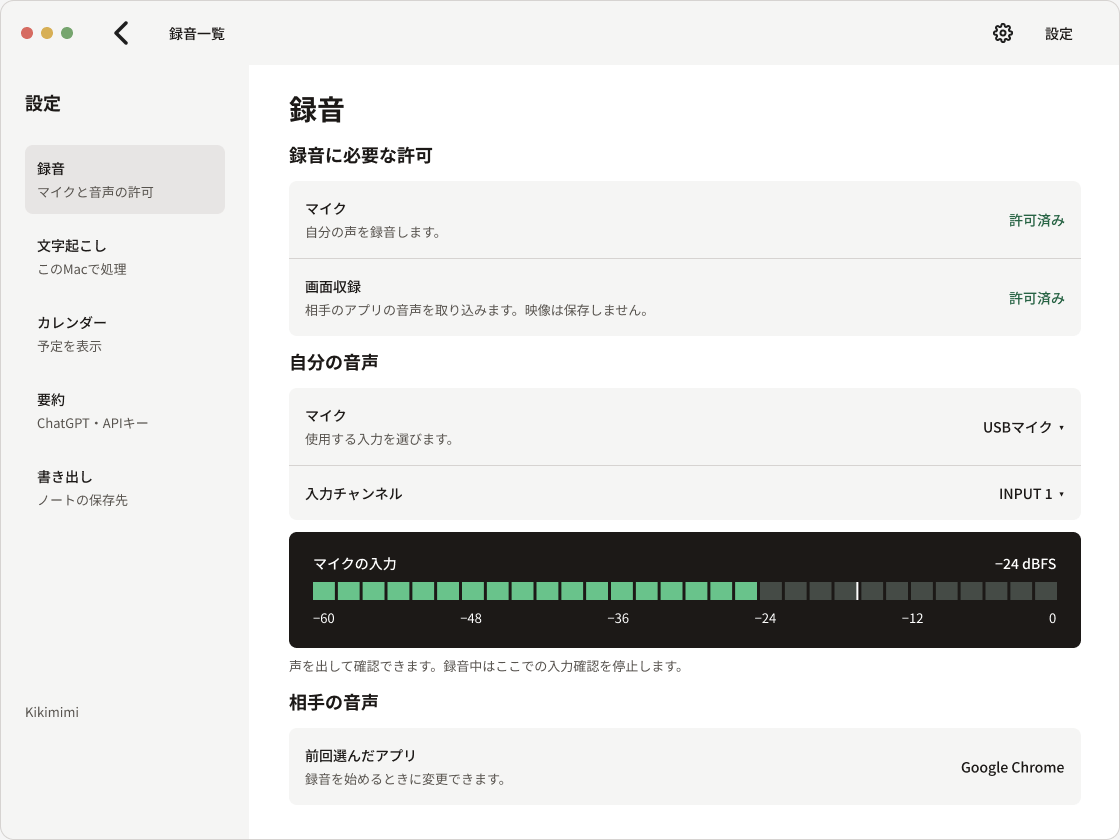 録音一覧
設定
設定
録音
マイクと音声の許可
文字起こし
このMacで処理
カレンダー
予定を表示
要約
ChatGPT・APIキー
書き出し
ノートの保存先
Kikimimi
録音
録音に必要な許可
マイク
自分の声を録音します。
許可済み
画面収録
相手のアプリの音声を取り込みます。映像は保存しません。
許可済み
自分の音声
マイク
使用する入力を選びます。
USBマイク
入力チャンネル
INPUT 1
マイクの入力
−24 dBFS
−60 −48 −36 −24 −12 0
声を出して確認できます。録音中はここでの入力確認を停止します。
相手の音声
前回選んだアプリ
録音を始めるときに変更できます。
Google Chrome